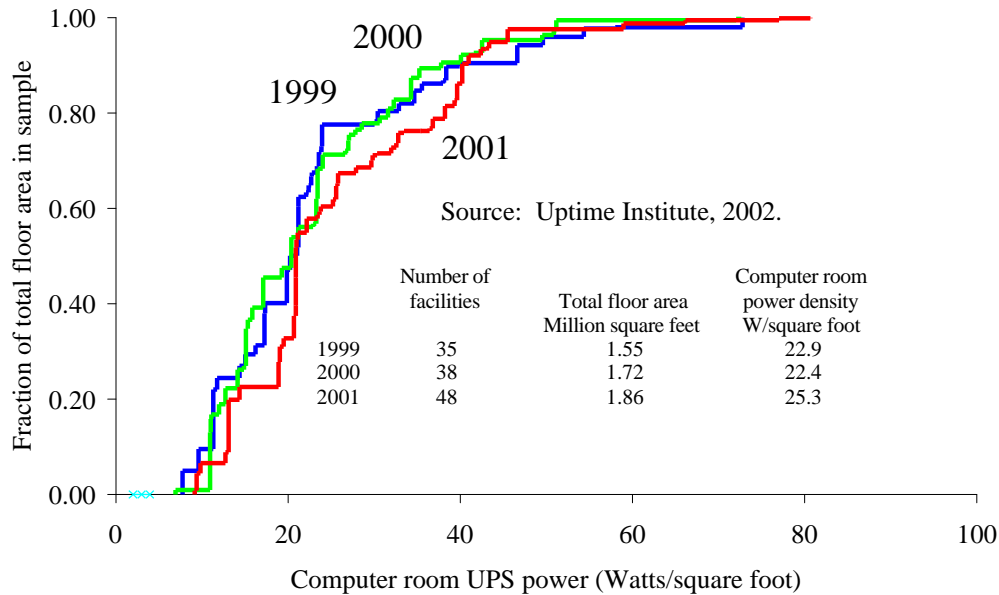 Fraction of total floor area in sample
1.00
0.80
0.60
0.40
0.20
0.00
2000
1999
2001
Source: Uptime Institute, 2002.
Number of facilities
Total floor area Million square feet
Computer room power density W/square foot
1999 35 1.55 22.9
2000 38 1.72 22.4
2001 48 1.86 25.3
0 20 40 60 80 100
Computer room UPS power (Watts/square foot)